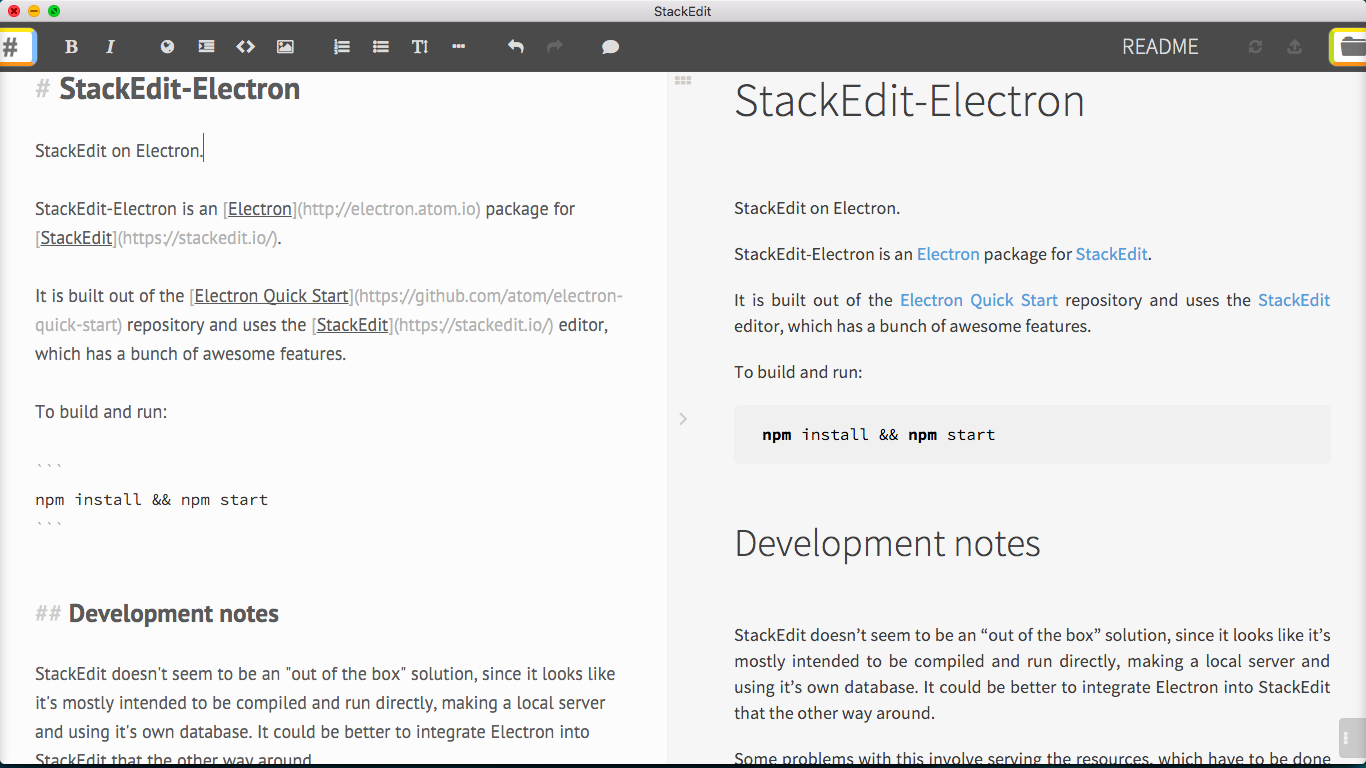 StackEdit
# B I T README
# StackEdit-Electron
StackEdit on Electron.
StackEdit-Electron is an [Electron](http://electron.atom.io) package for
[StackEdit](https://stackedit.io/).
It is built out of the [Electron Quick Start](https://github.com/atom/electron-
quick-start) repository and uses the [StackEdit](https://stackedit.io/) editor,
which has a bunch of awesome features.
To build and run:
```
npm install && npm start
```
## Development notes
StackEdit doesn't seem to be an "out of the box" solution, since it looks like
it's mostly intended to be compiled and run directly, making a local server
and using it's own database. It could be better to integrate Electron into
StackEdit that the other way around.
StackEdit-Electron
StackEdit on Electron.
StackEdit-Electron is an Electron package for StackEdit.
It is built out of the Electron Quick Start repository and uses the StackEdit
editor, which has a bunch of awesome features.
To build and run:
npm install && npm start
Development notes
StackEdit doesn’t seem to be an “out of the box” solution, since it looks like it’s
mostly intended to be compiled and run directly, making a local server and
using it’s own database. It could be better to integrate Electron into StackEdit
that the other way around.
Some problems with this involve serving the resources, which have to be done